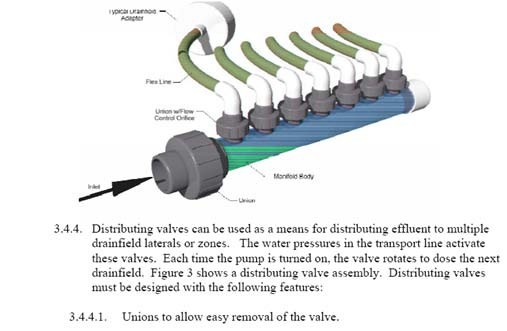 Typical Drainfield
Adapter
Flex Line
Union w/Flow
Control Orifice
Manifold Body
Inlet
Union
3.4.4. Distributing valves can be used as a means for distributing effluent to multiple
drainfield laterals or zones. The water pressures in the transport line activate
these valves. Each time the pump is turned on, the valve rotates to dose the next
drainfield. Figure 3 shows a distributing valve assembly. Distributing valves
must be designed with the following features:
3.4.4.1. Unions to allow easy removal of the valve.